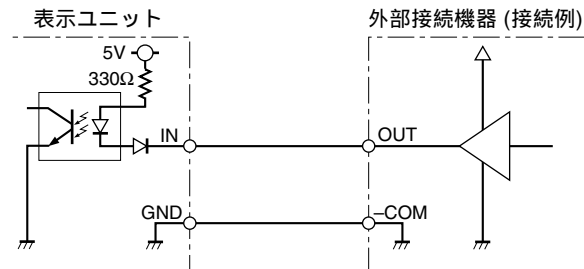 表示ユニット
外部接続機器 (接続例)
5V
330Ω
IN
OUT
GND
–COM